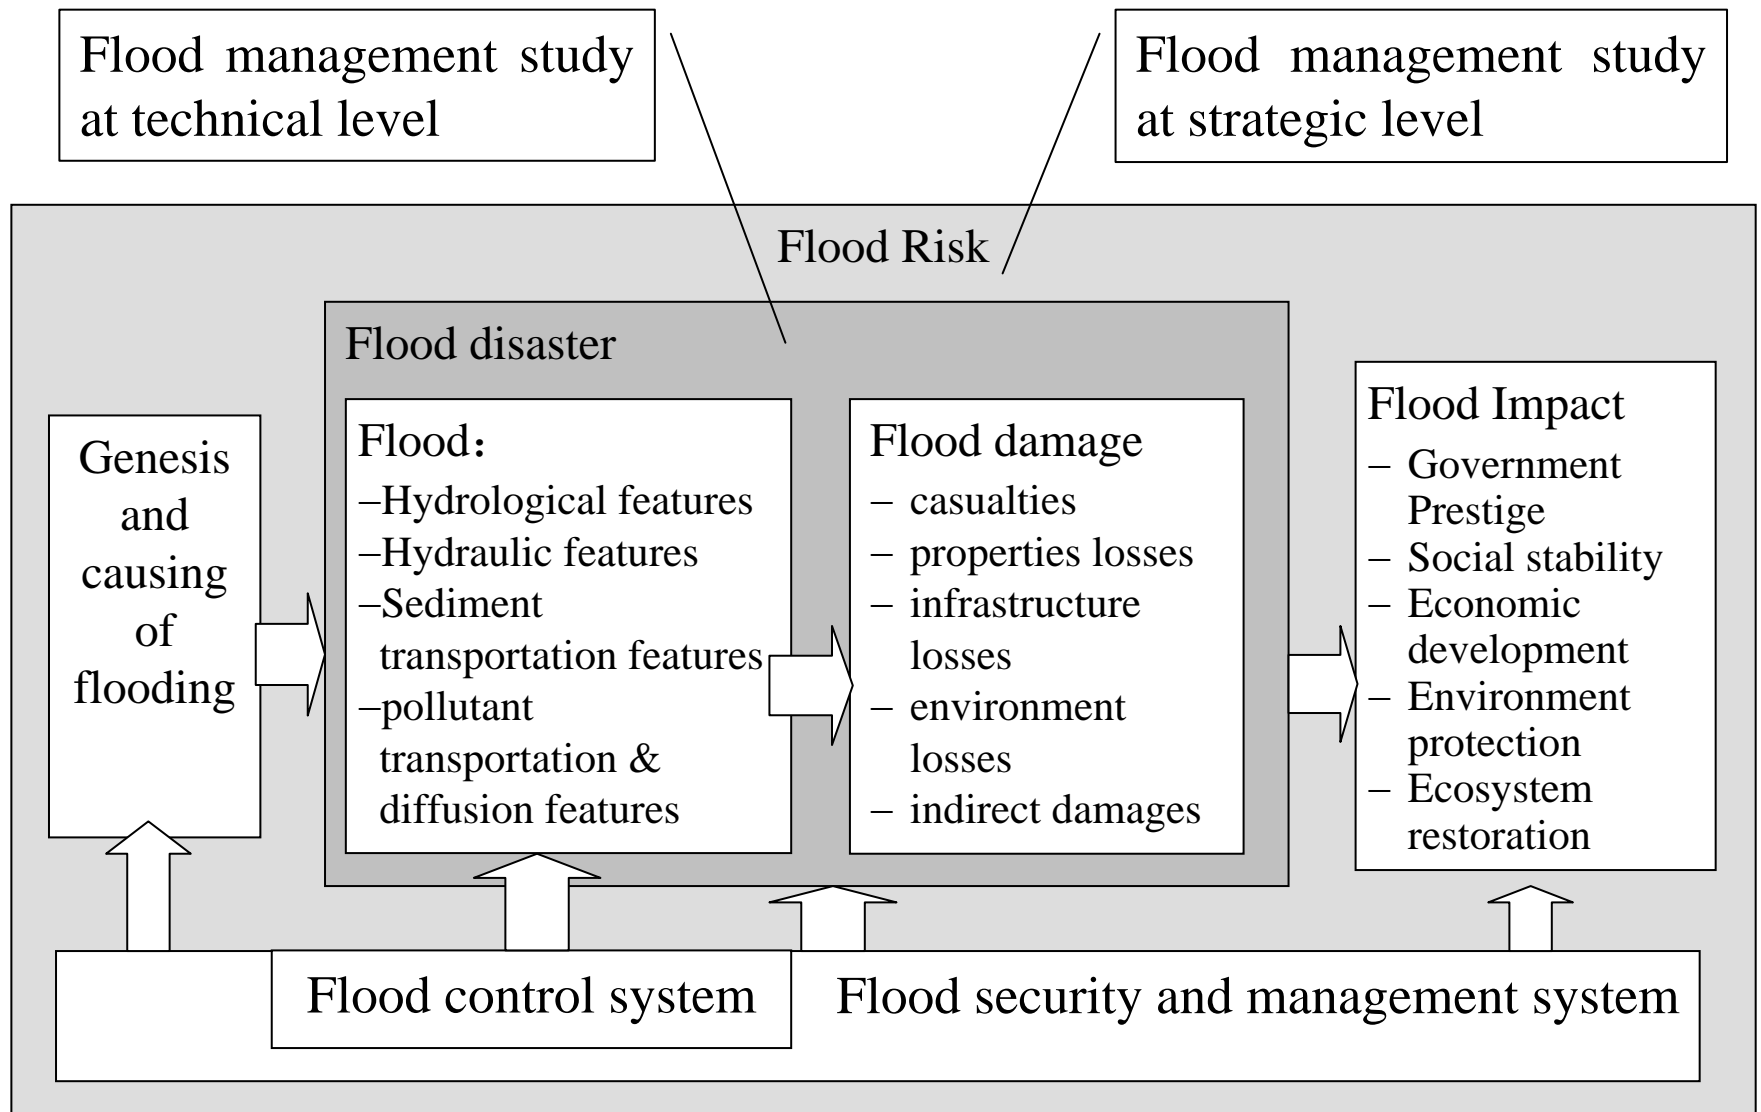 Flood management study
at technical level
Flood management study
at strategic level
Flood Risk
Flood disaster
Genesis
and
causing
of
flooding
Flood：
–Hydrological features
–Hydraulic features
–Sediment
transportation features
–pollutant
transportation &
diffusion features
Flood damage
– casualties
– properties losses
– infrastructure
losses
– environment
losses
– indirect damages
Flood Impact
– Government
Prestige
– Social stability
– Economic
development
– Environment
protection
– Ecosystem
restoration
Flood control system
Flood security and management system